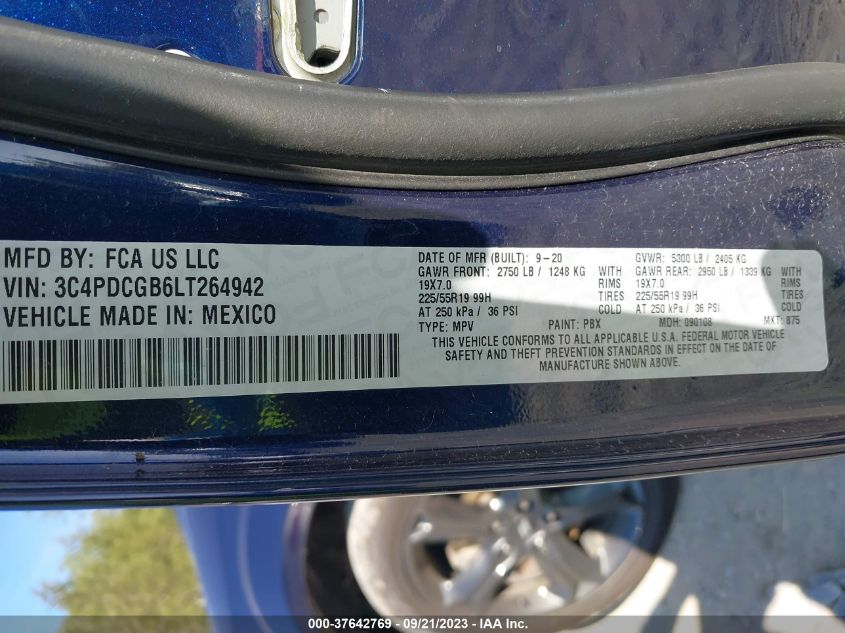 MFD BY: FCA US LLC
VIN: 3C4PDCGB6LT264942
VEHICLE MADE IN: MEXICO
DATE OF MFR (BUILT): 9-20
GAWR FRONT: 2750 LB / 1248 KG WITH
19X7.0 RIMS
225/55R19 99H TIRES
AT 250 kPa / 36 PSI COLD
TYPE: MPV
GVWR: 5300 LB / 2405 KG
GAWR REAR: 2950 LB / 1339 KG WITH
19X7.0 RIMS
225/55R19 99H TIRES
AT 250 kPa / 36 PSI COLD
PAINT: PBX MDH: 090108 MKT: 875
THIS VEHICLE CONFORMS TO ALL APPLICABLE U.S.A. FEDERAL MOTOR VEHICLE
SAFETY AND THEFT PREVENTION STANDARDS IN EFFECT ON THE DATE OF
MANUFACTURE SHOWN ABOVE.
000-37642769 - 09/21/2023 - IAA Inc.